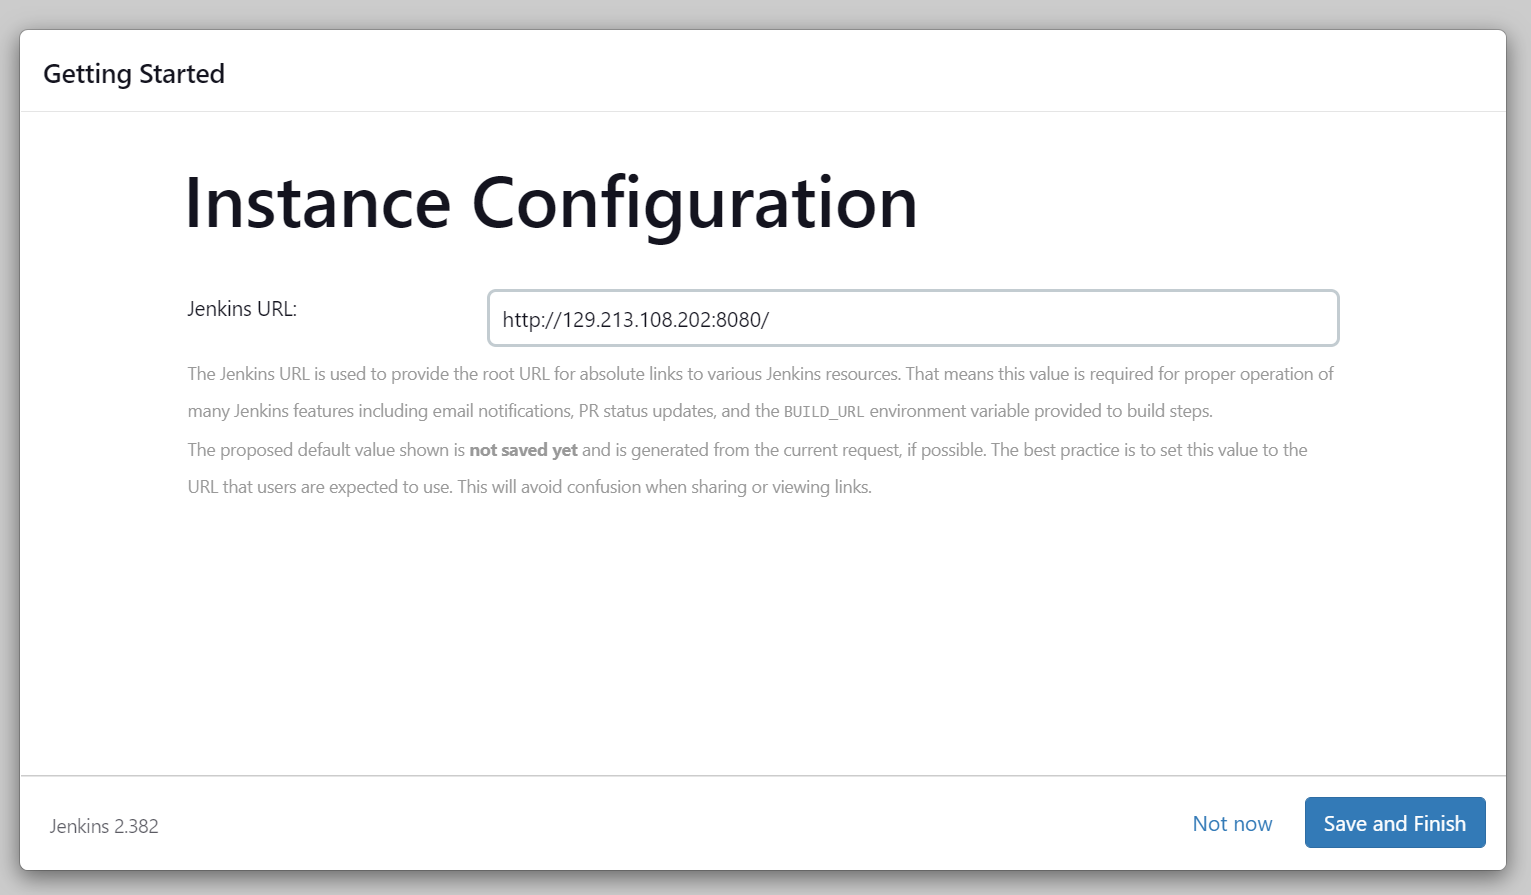 Getting Started
Instance Configuration
Jenkins URL:
http://129.213.108.202:8080/
The Jenkins URL is used to provide the root URL for absolute links to various Jenkins resources. That means this value is required for proper operation of
many Jenkins features including email notifications, PR status updates, and the BUILD_URL environment variable provided to build steps.
The proposed default value shown is not saved yet and is generated from the current request, if possible. The best practice is to set this value to the
URL that users are expected to use. This will avoid confusion when sharing or viewing links.
Jenkins 2.382
Not now
Save and Finish